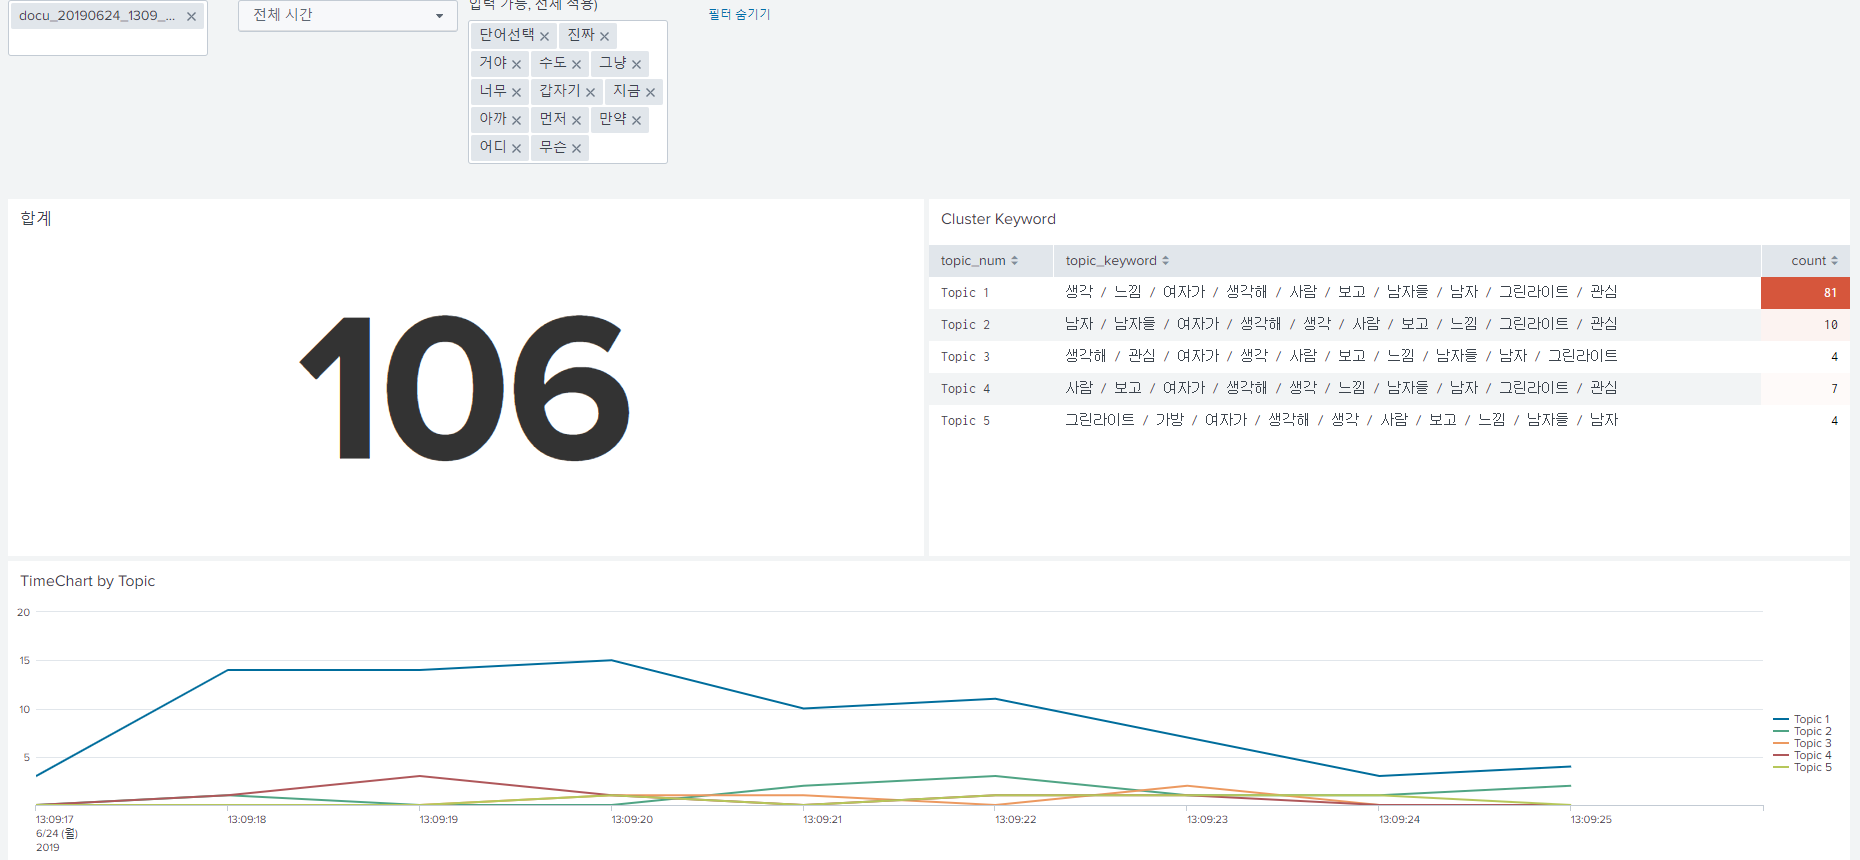 입력 가능, 전체 적용)
docu_20190624_1309_... ×
전체 시간
필터 숨기기
단어선택 × 진짜 ×
거야 × 수도 × 그냥 ×
너무 × 갑자기 × 지금 ×
아까 × 먼저 × 만약 ×
어디 × 무슨 ×
합계
106
Cluster Keyword
topic_num topic_keyword count
Topic 1 생각 / 느낌 / 여자가 / 생각해 / 사람 / 보고 / 남자들 / 남자 / 그린라이트 / 관심 81
Topic 2 남자 / 남자들 / 여자가 / 생각해 / 생각 / 사람 / 보고 / 느낌 / 그린라이트 / 관심 10
Topic 3 생각해 / 관심 / 여자가 / 생각 / 사람 / 보고 / 느낌 / 남자들 / 남자 / 그린라이트 4
Topic 4 사람 / 보고 / 여자가 / 생각해 / 생각 / 느낌 / 남자들 / 남자 / 그린라이트 / 관심 7
Topic 5 그린라이트 / 가방 / 여자가 / 생각해 / 생각 / 사람 / 보고 / 느낌 / 남자들 / 남자 4
TimeChart by Topic
20
15
10
5
Topic 1
Topic 2
Topic 3
Topic 4
Topic 5
13:09:17 13:09:18 13:09:19 13:09:20 13:09:21 13:09:22 13:09:23 13:09:24 13:09:25
6/24 (월)
2019